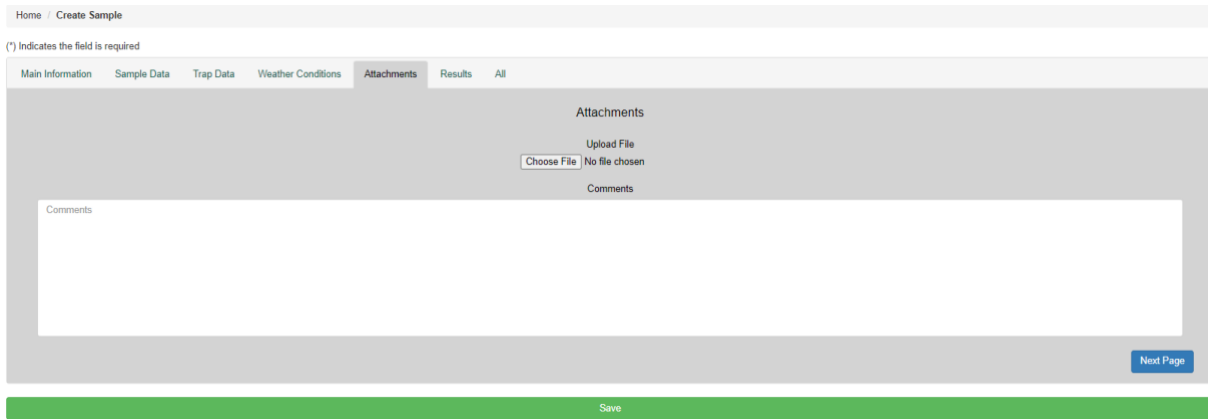 Home / Create Sample
(*) Indicates the field is required
Main Information Sample Data Trap Data Weather Conditions Attachments Results All
Attachments
Upload File
Choose File No file chosen
Comments
Comments
Next Page
Save